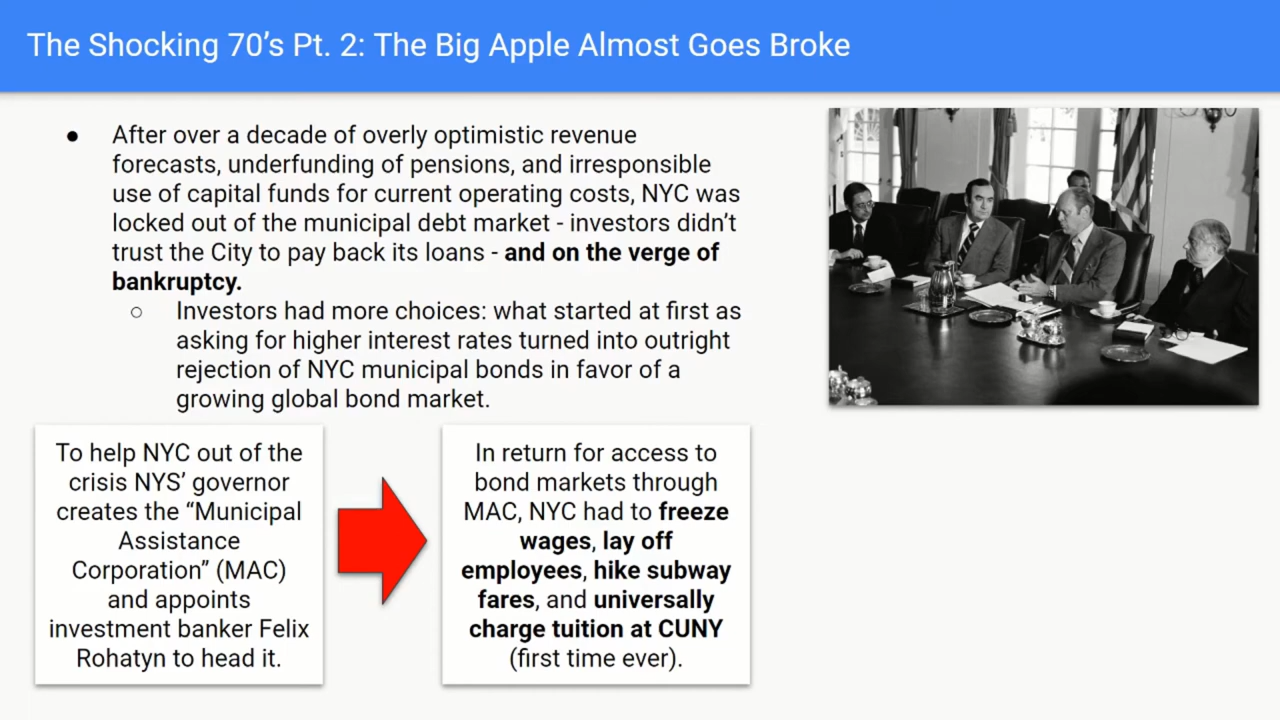 The Shocking 70’s Pt. 2: The Big Apple Almost Goes Broke
● After over a decade of overly optimistic revenue
forecasts, underfunding of pensions, and irresponsible
use of capital funds for current operating costs, NYC was
locked out of the municipal debt market - investors didn’t
trust the City to pay back its loans - and on the verge of
bankruptcy.
○ Investors had more choices: what started at first as
asking for higher interest rates turned into outright
rejection of NYC municipal bonds in favor of a
growing global bond market.
To help NYC out of the
crisis NYS’ governor
creates the “Municipal
Assistance
Corporation” (MAC)
and appoints
investment banker Felix
Rohatyn to head it.
In return for access to
bond markets through
MAC, NYC had to freeze
wages, lay off
employees, hike subway
fares, and universally
charge tuition at CUNY
(first time ever).